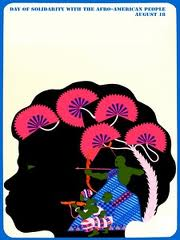 DAY OF SOLIDARITY WITH THE AFRO-AMERICAN PEOPLE
AUGUST 18